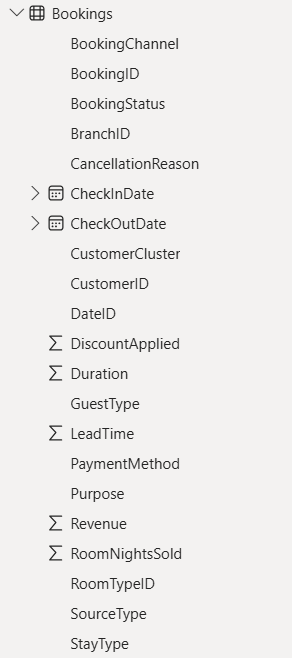 Bookings
BookingChannel
BookingID
BookingStatus
BranchID
CancellationReason
CheckInDate
CheckOutDate
CustomerCluster
CustomerID
DateID
DiscountApplied
Duration
GuestType
LeadTime
PaymentMethod
Purpose
Revenue
RoomNightsSold
RoomTypeID
SourceType
StayType